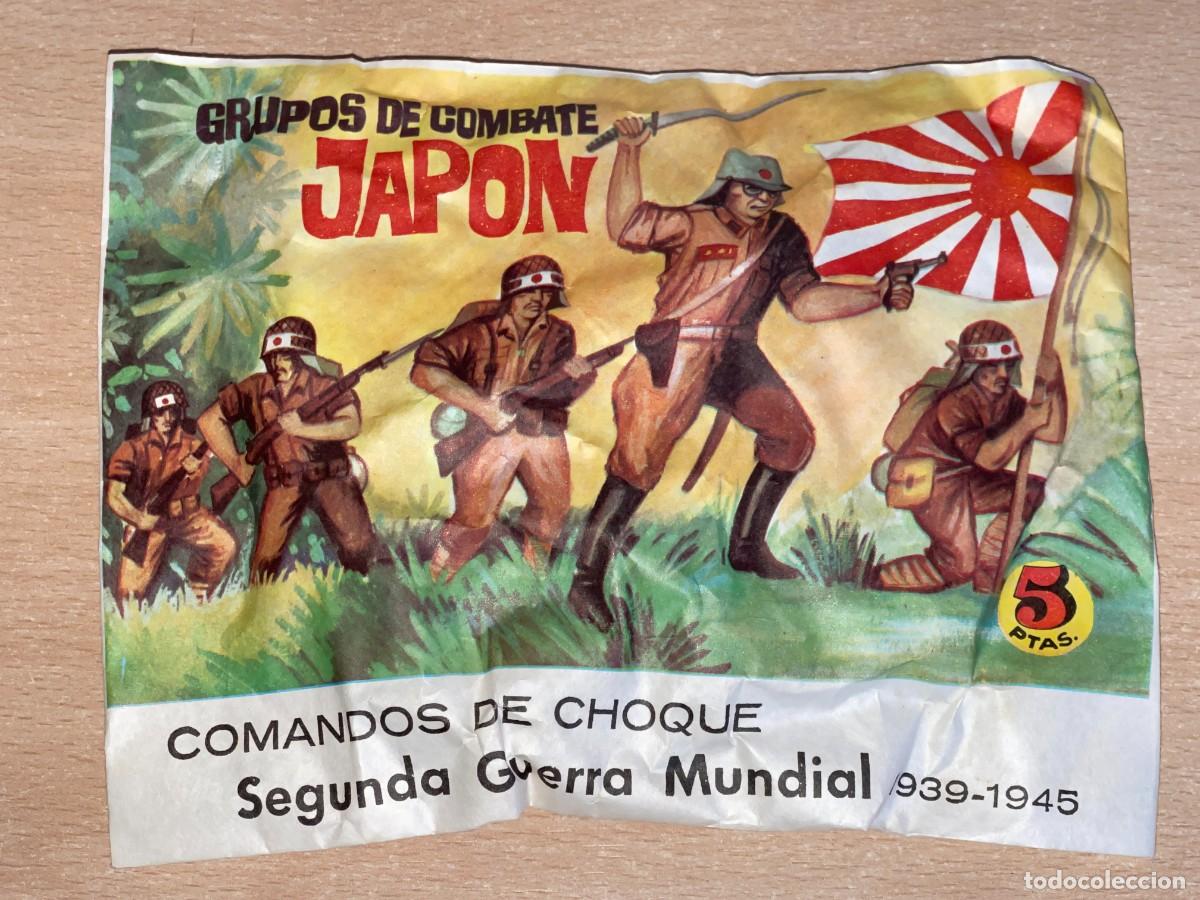 GRUPOS DE COMBATE
JAPON
5
PTAS.
COMANDOS DE CHOQUE
Segunda Guerra Mundial 1939-1945
todocoleccion